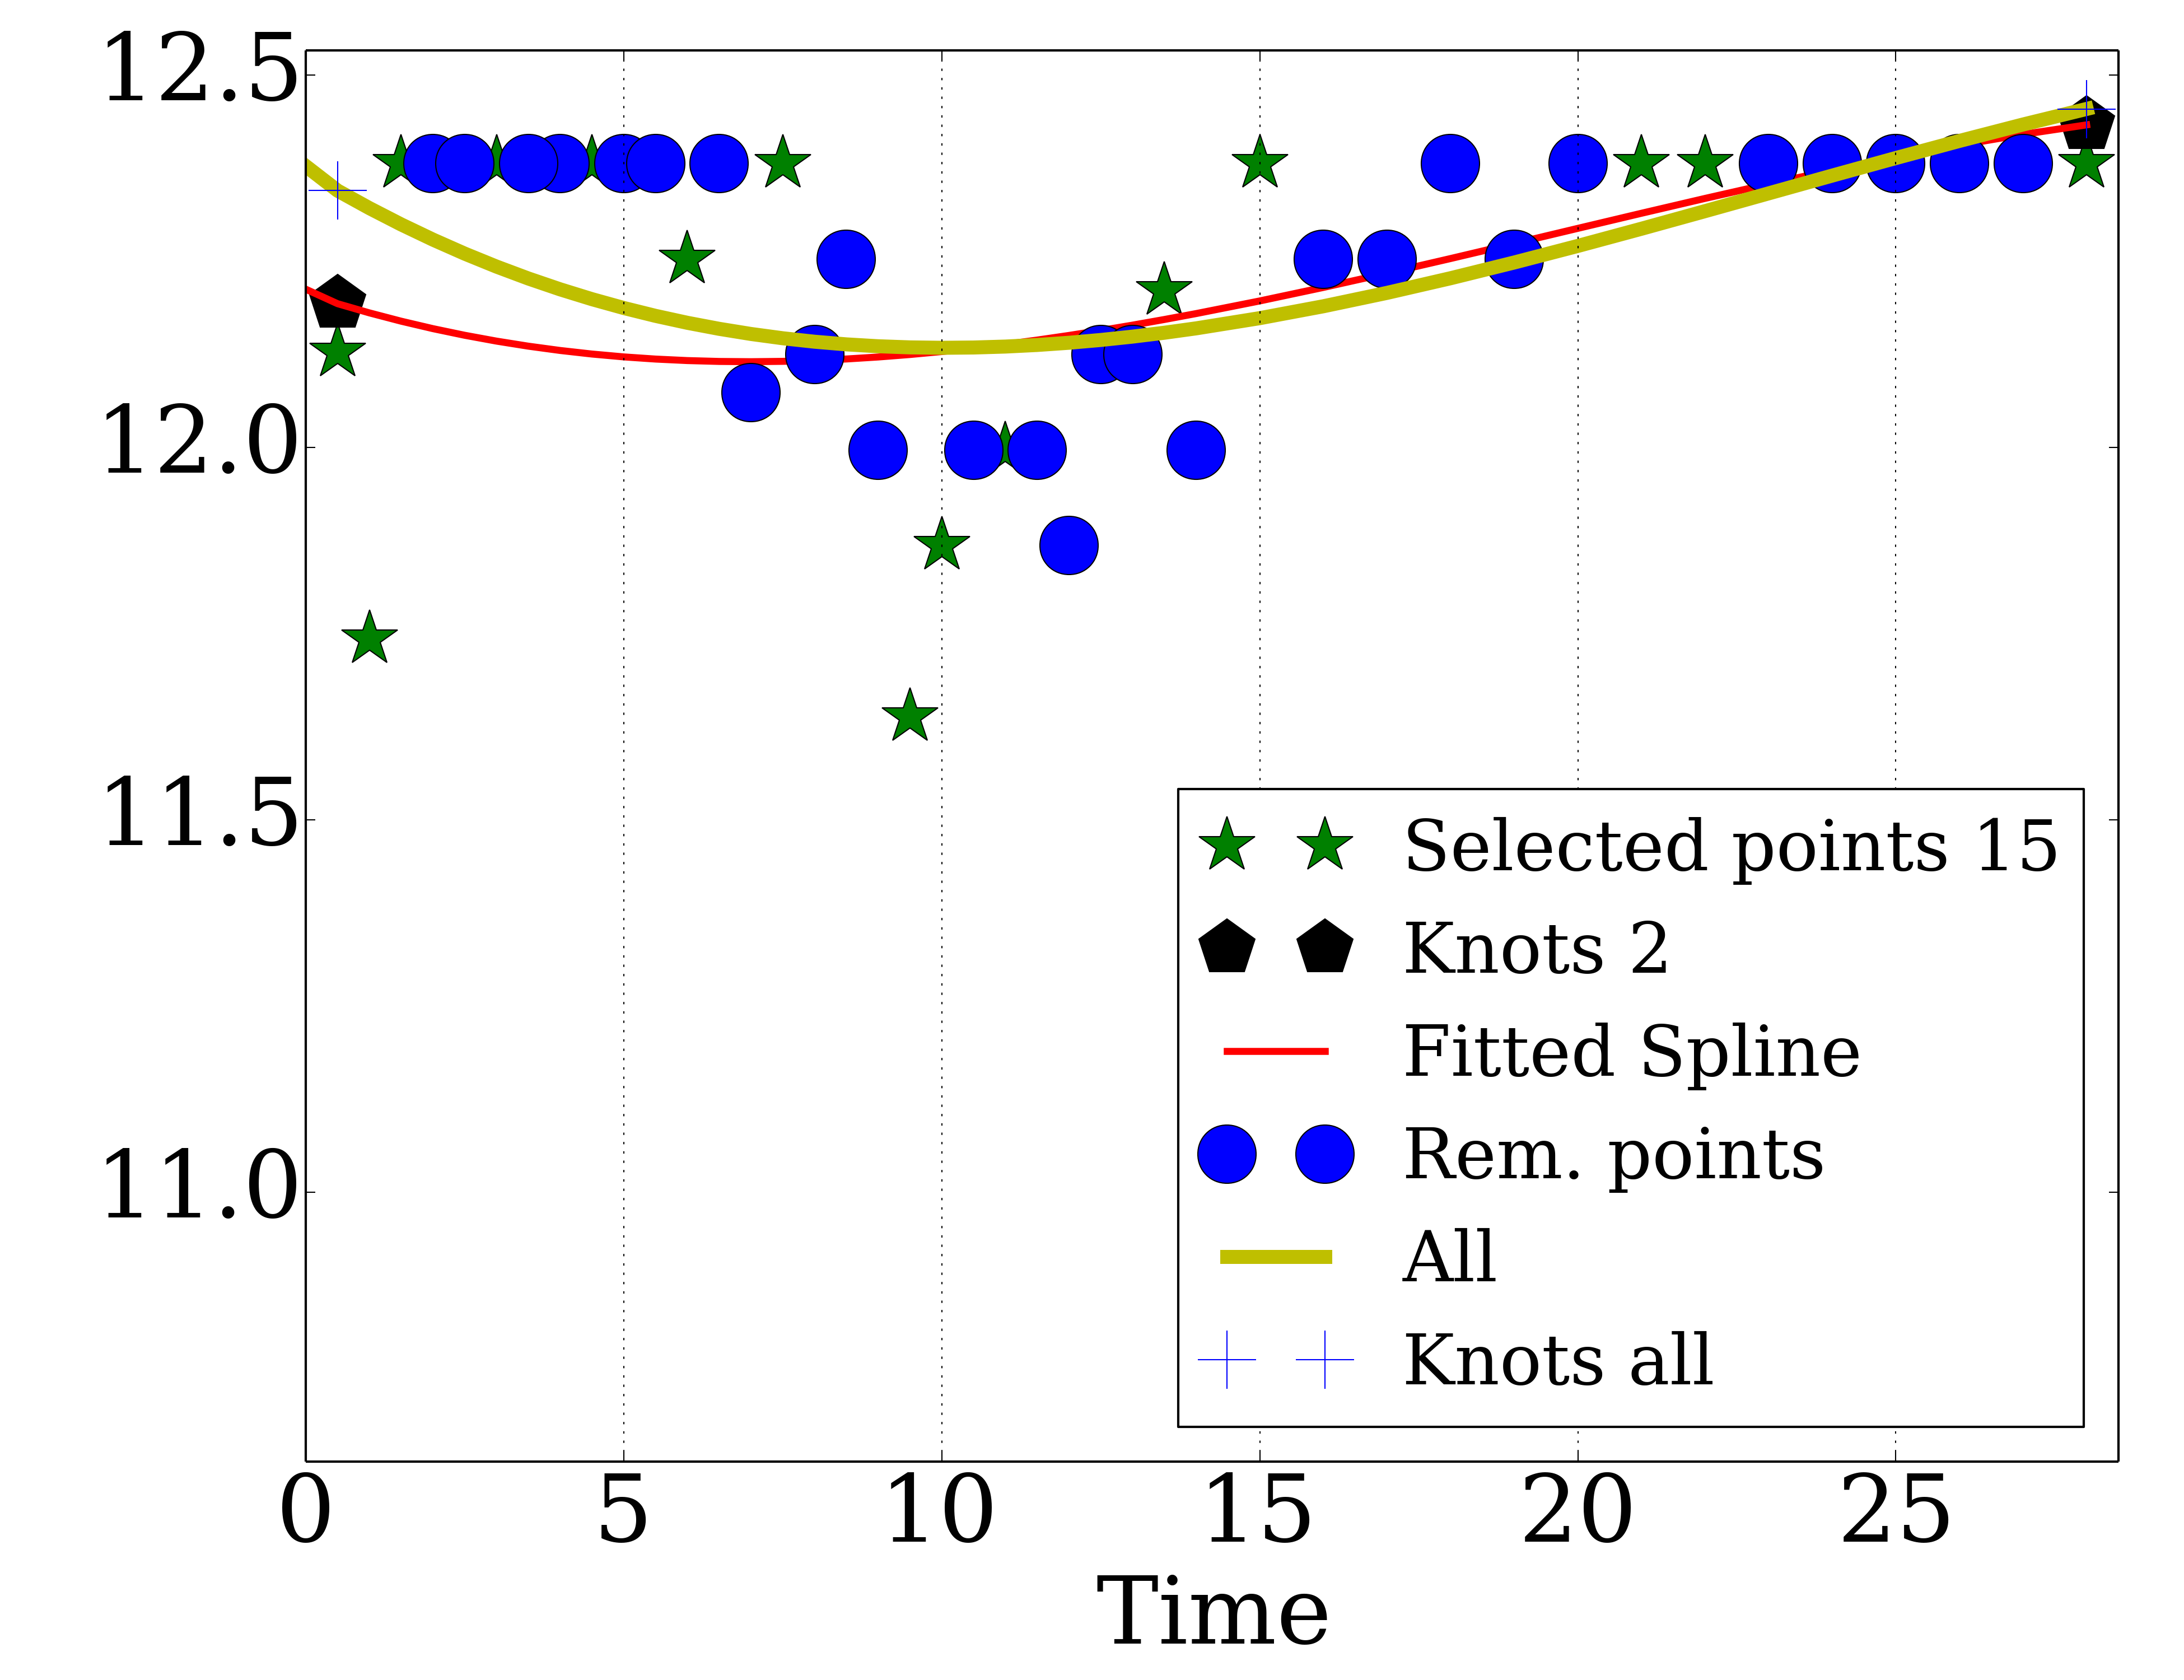 12.5
12.0
11.5
11.0
Selected points 15
Knots 2
Fitted Spline
Rem. points
All
Knots all
0 5 10 15 20 25
Time